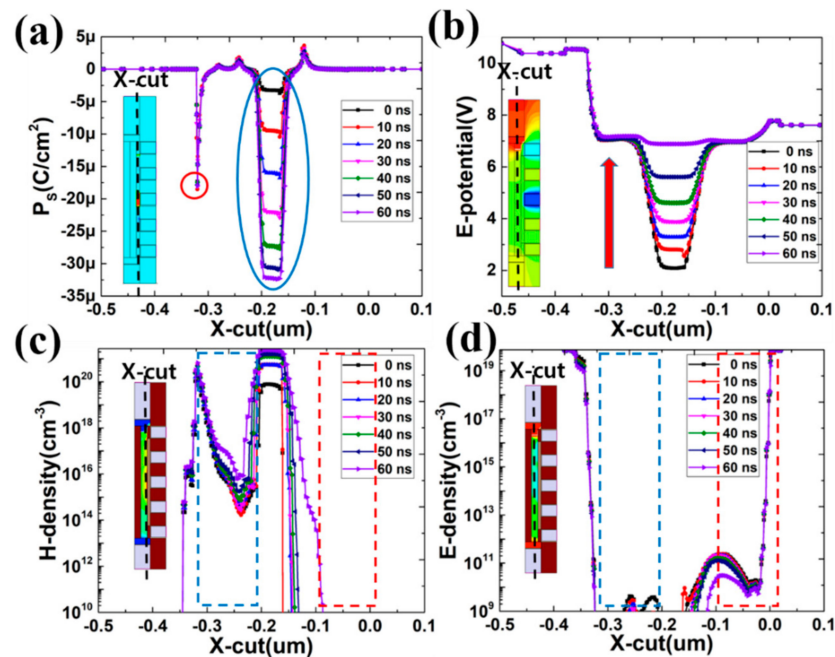 (a)
5μ
0
-5μ
-10μ
-15μ
-20μ
-25μ
-30μ
-35μ
Ps(C/cm²)
X-cut
0 ns
10 ns
20 ns
30 ns
40 ns
50 ns
60 ns
-0.5 -0.4 -0.3 -0.2 -0.1 0.0 0.1
X-cut(um)
(b)
10
8
6
4
2
E-potential(V)
X-cut
0 ns
10 ns
20 ns
30 ns
40 ns
50 ns
60 ns
-0.5 -0.4 -0.3 -0.2 -0.1 0.0 0.1
X-cut(um)
(c)
10²⁰
10¹⁸
10¹⁶
10¹⁴
10¹²
10¹⁰
H-density(cm⁻³)
X-cut
0 ns
10 ns
20 ns
30 ns
40 ns
50 ns
60 ns
-0.5 -0.4 -0.3 -0.2 -0.1 0.0 0.1
X-cut(um)
(d)
10¹⁹
10¹⁷
10¹⁵
10¹³
10¹¹
10⁹
E-density(cm⁻³)
X-cut
0 ns
10 ns
20 ns
30 ns
40 ns
50 ns
60 ns
-0.5 -0.4 -0.3 -0.2 -0.1 0.0 0.1
X-cut(um)